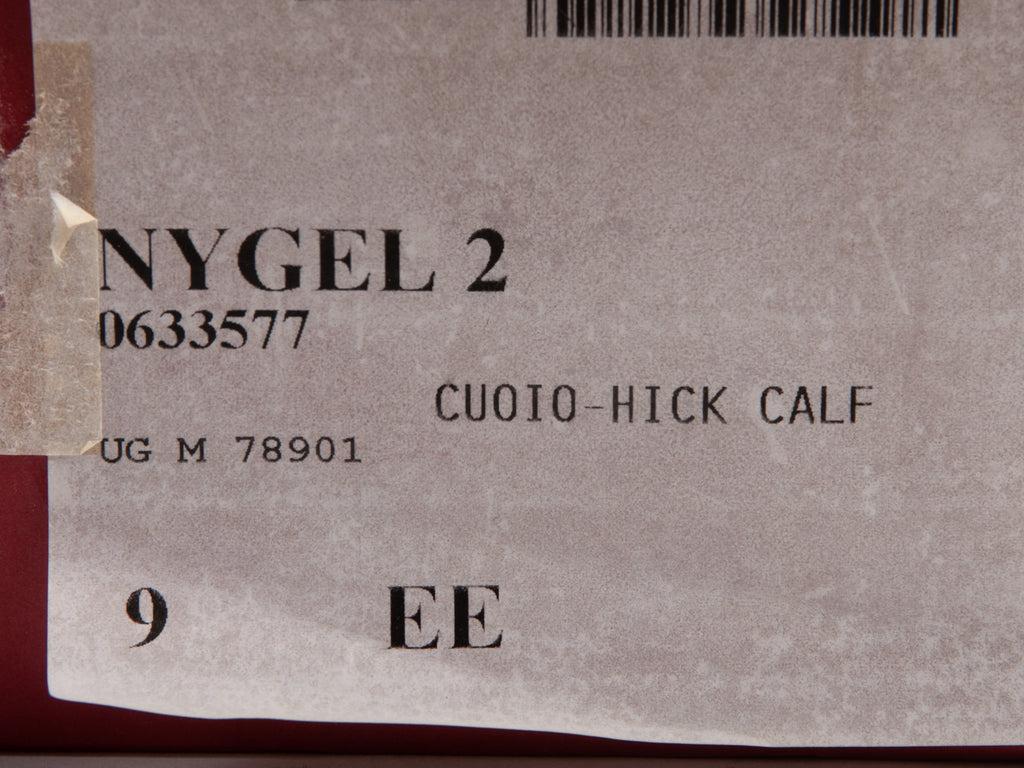 NYGEL 2
0633577
CUOIO-HICK CALF
UG M 78901
9 EE